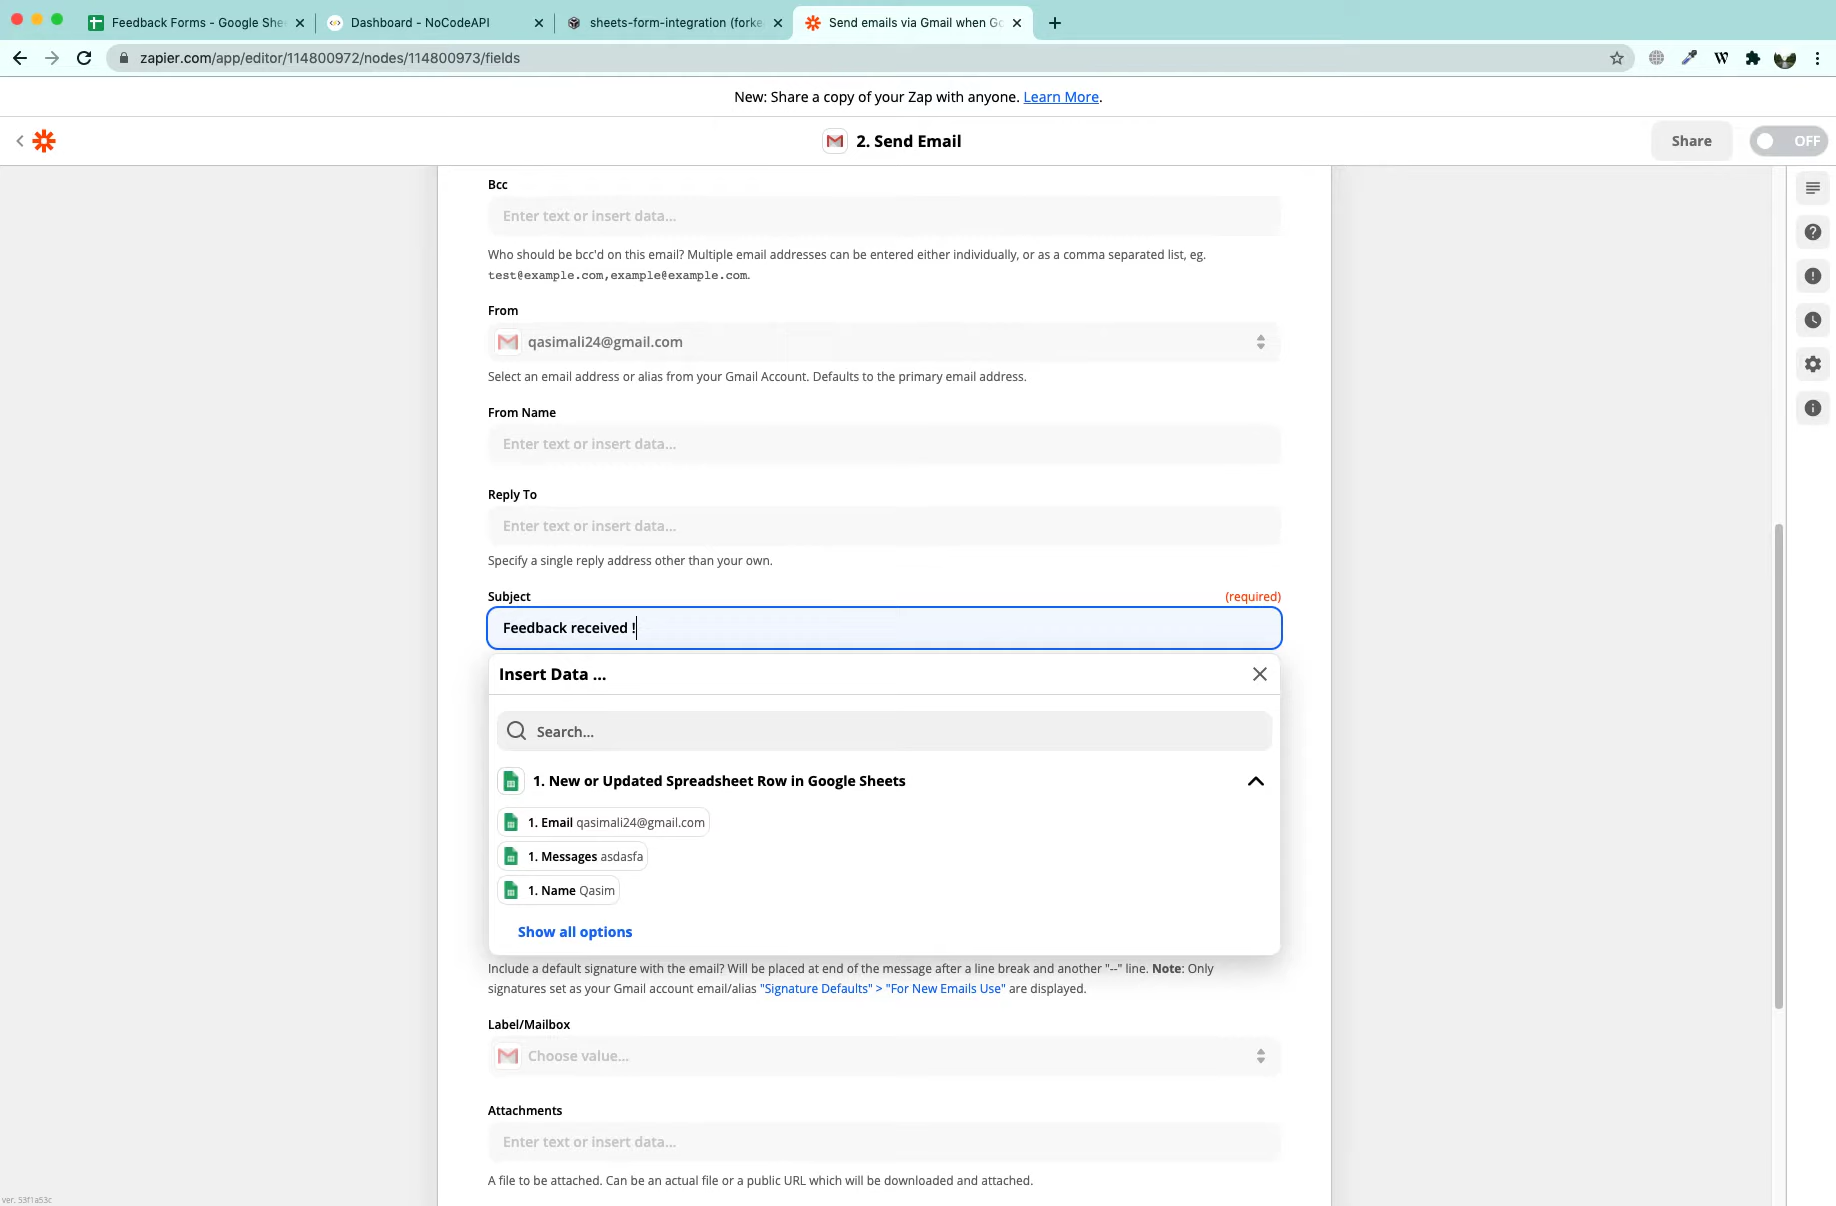 Feedback Forms - Google She
Dashboard - NoCodeAPI
sheets-form-integration (forke
Send emails via Gmail when Go
zapier.com/app/editor/114800972/nodes/114800973/fields
New: Share a copy of your Zap with anyone. Learn More.
2. Send Email
Share
OFF
Bcc
Enter text or insert data...
Who should be bcc'd on this email? Multiple email addresses can be entered either individually, or as a comma separated list, eg.
test@example.com,example@example.com.
From
qasimali24@gmail.com
Select an email address or alias from your Gmail Account. Defaults to the primary email address.
From Name
Enter text or insert data...
Reply To
Enter text or insert data...
Specify a single reply address other than your own.
Subject (required)
Feedback received !
Insert Data ...
Search...
1. New or Updated Spreadsheet Row in Google Sheets
1. Email qasimali24@gmail.com
1. Messages asdasfa
1. Name Qasim
Show all options
Include a default signature with the email? Will be placed at end of the message after a line break and another "--" line. Note: Only
signatures set as your Gmail account email/alias "Signature Defaults" > "For New Emails Use" are displayed.
Label/Mailbox
Choose value...
Attachments
Enter text or insert data...
A file to be attached. Can be an actual file or a public URL which will be downloaded and attached.
ver. 53f1a53c